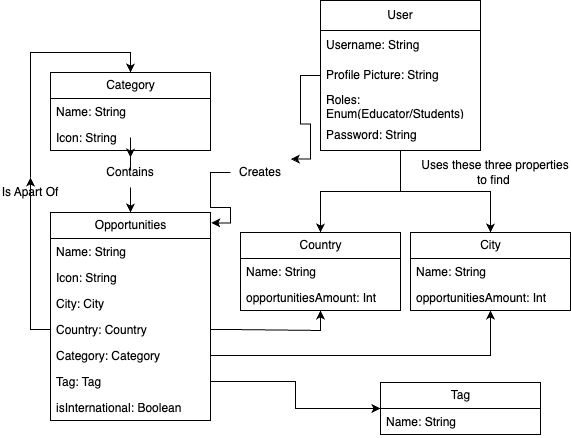 User
Username: String
Profile Picture: String
Roles:
Enum(Educator/Students)
Password: String
Category
Name: String
Icon: String
Contains
Creates
Uses these three properties
to find
Is Apart Of
Opportunities
Name: String
Icon: String
City: City
Country: Country
Category: Category
Tag: Tag
isInternational: Boolean
Country
Name: String
opportunitiesAmount: Int
City
Name: String
opportunitiesAmount: Int
Tag
Name: String